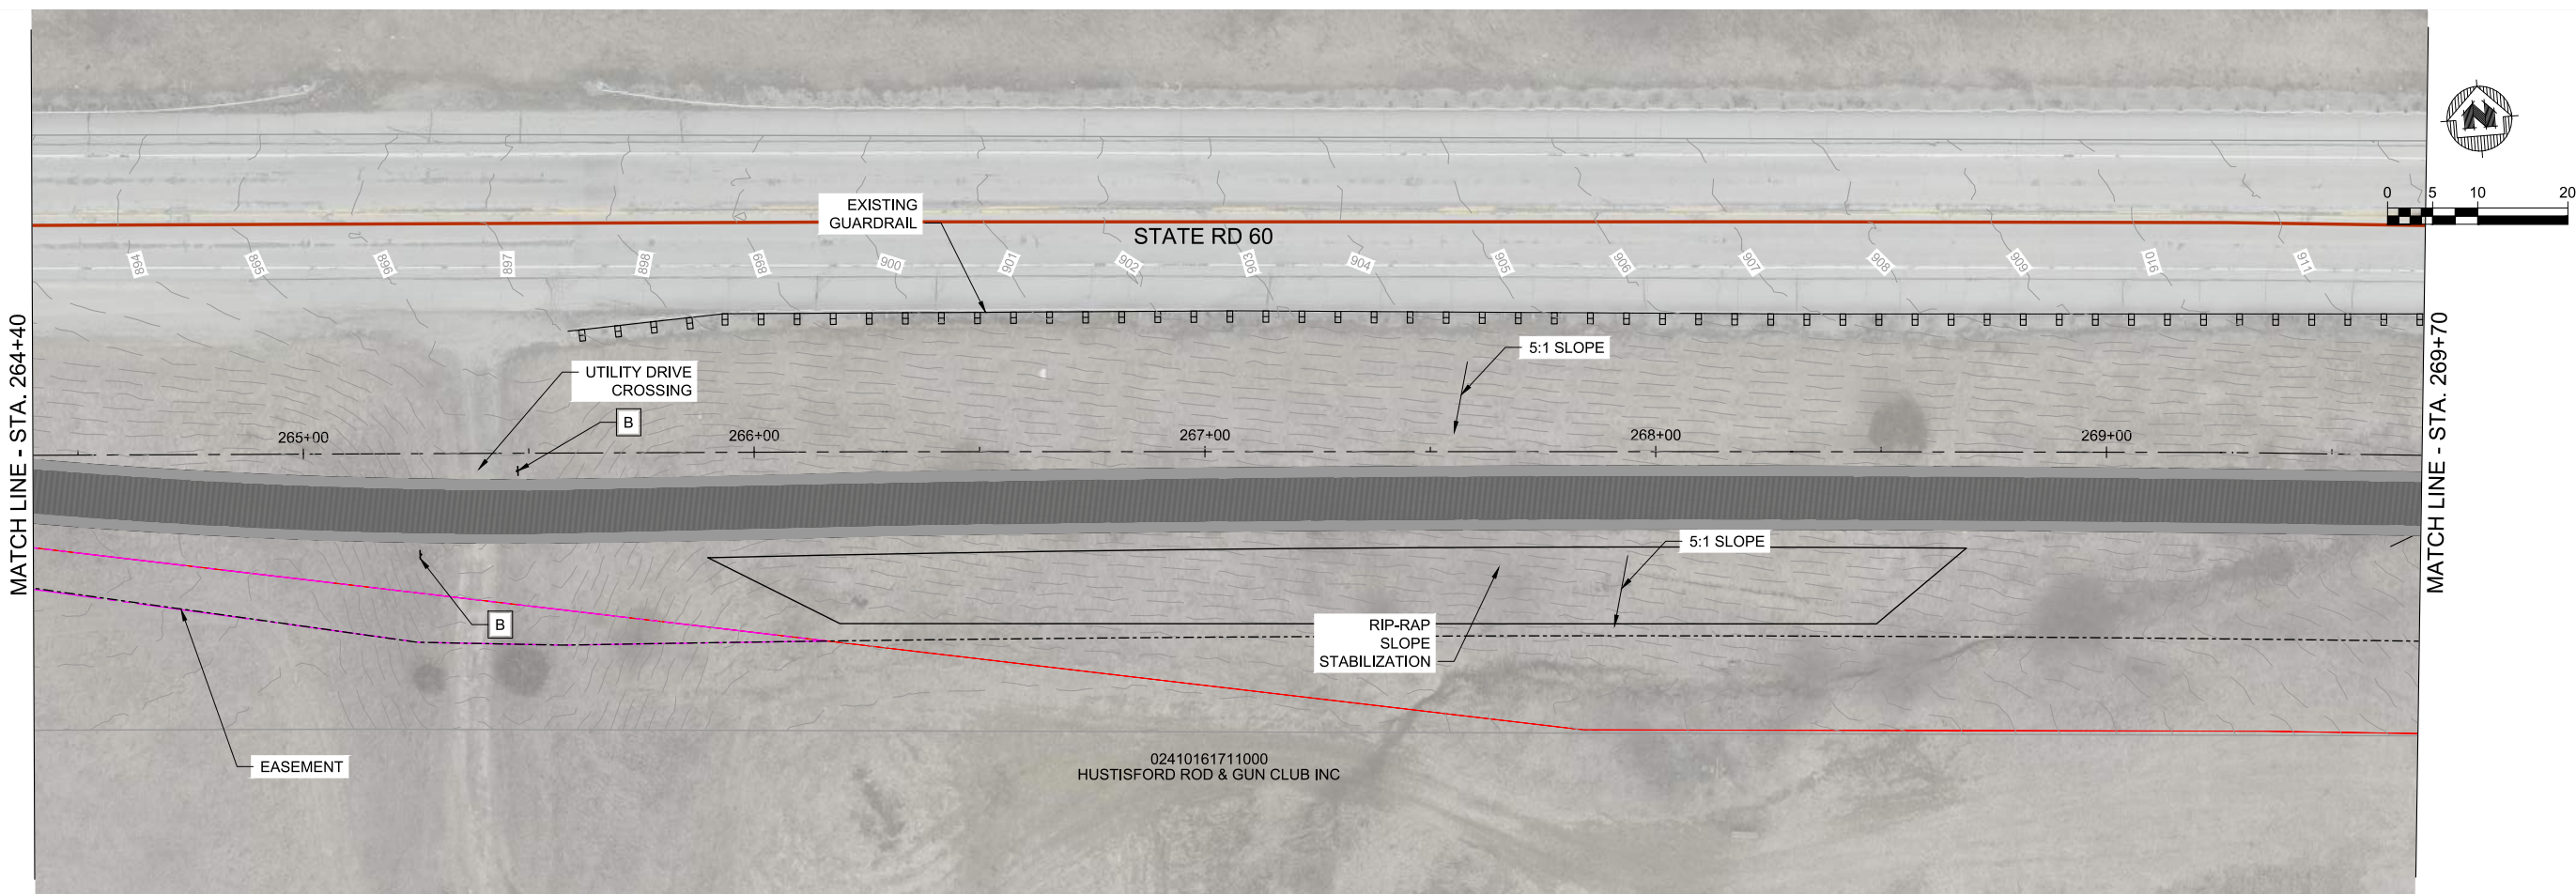 N
0 5 10 20
EXISTING
GUARDRAIL
STATE RD 60
894 895 896 897 898 899 900 901 902 903 904 905 906 907 908 909 910 911
MATCH LINE - STA. 264+40
MATCH LINE - STA. 269+70
5:1 SLOPE
UTILITY DRIVE
CROSSING
B
265+00 266+00 267+00 268+00 269+00
5:1 SLOPE
B
RIP-RAP
SLOPE
STABILIZATION
EASEMENT
02410161711000
HUSTISFORD ROD & GUN CLUB INC